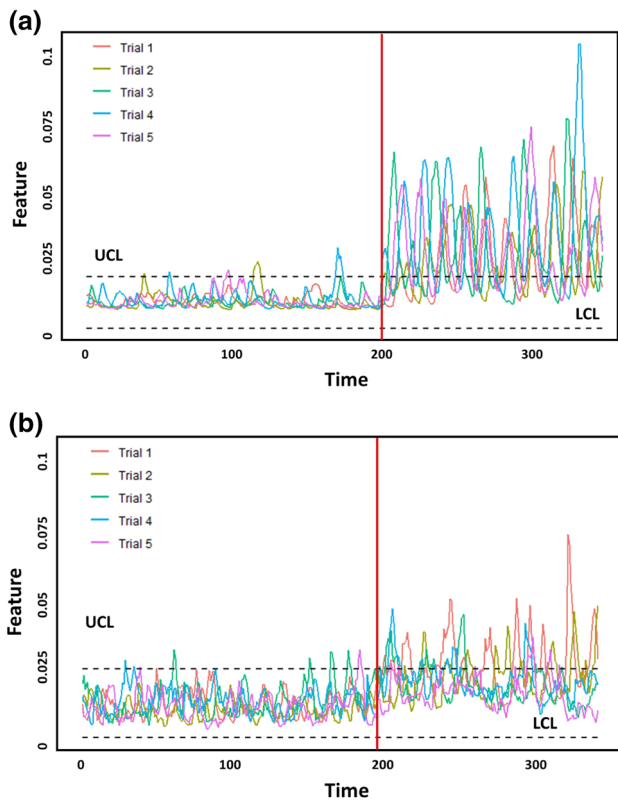 (a)
0.1
0.075
0.05
0.025
0
Feature
Trial 1
Trial 2
Trial 3
Trial 4
Trial 5
UCL
LCL
0 100 200 300
Time
(b)
0.1
0.075
0.05
0.025
0
Feature
Trial 1
Trial 2
Trial 3
Trial 4
Trial 5
UCL
LCL
0 100 200 300
Time